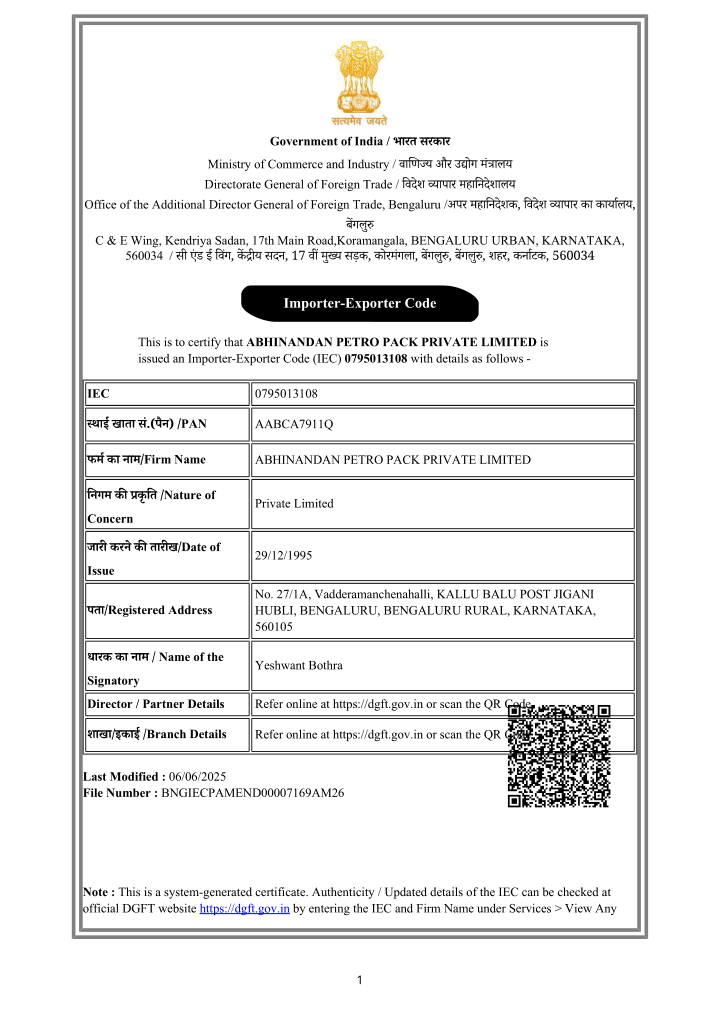 सत्यमेव जयते
Government of India / भारत सरकार
Ministry of Commerce and Industry / वाणिज्य और उद्योग मंत्रालय
Directorate General of Foreign Trade / विदेश व्यापार महानिदेशालय
Office of the Additional Director General of Foreign Trade, Bengaluru /अपर महानिदेशक, विदेश व्यापार का कार्यालय,
बेंगलुरु
C & E Wing, Kendriya Sadan, 17th Main Road,Koramangala, BENGALURU URBAN, KARNATAKA,
560034 / सी एंड ई विंग, केंद्रीय सदन, 17 वीं मुख्य सड़क, कोरमंगला, बेंगलुरु, बेंगलुरु, शहर, कर्नाटक, 560034
Importer-Exporter Code
This is to certify that ABHINANDAN PETRO PACK PRIVATE LIMITED is
issued an Importer-Exporter Code (IEC) 0795013108 with details as follows -
IEC 0795013108
स्थाई खाता सं.(पैन) /PAN AABCA7911Q
फर्म का नाम/Firm Name ABHINANDAN PETRO PACK PRIVATE LIMITED
निगम की प्रकृति /Nature of
Concern
Private Limited
जारी करने की तारीख/Date of
Issue
29/12/1995
पता/Registered Address
No. 27/1A, Vadderamanchenahalli, KALLU BALU POST JIGANI
HUBLI, BENGALURU, BENGALURU RURAL, KARNATAKA,
560105
धारक का नाम / Name of the
Signatory
Yeshwant Bothra
Director / Partner Details Refer online at https://dgft.gov.in or scan the QR Code
शाखा/इकाई /Branch Details Refer online at https://dgft.gov.in or scan the QR
Last Modified : 06/06/2025
File Number : BNGIECPAMEND00007169AM26
Note : This is a system-generated certificate. Authenticity / Updated details of the IEC can be checked at
official DGFT website https://dgft.gov.in by entering the IEC and Firm Name under Services > View Any
1